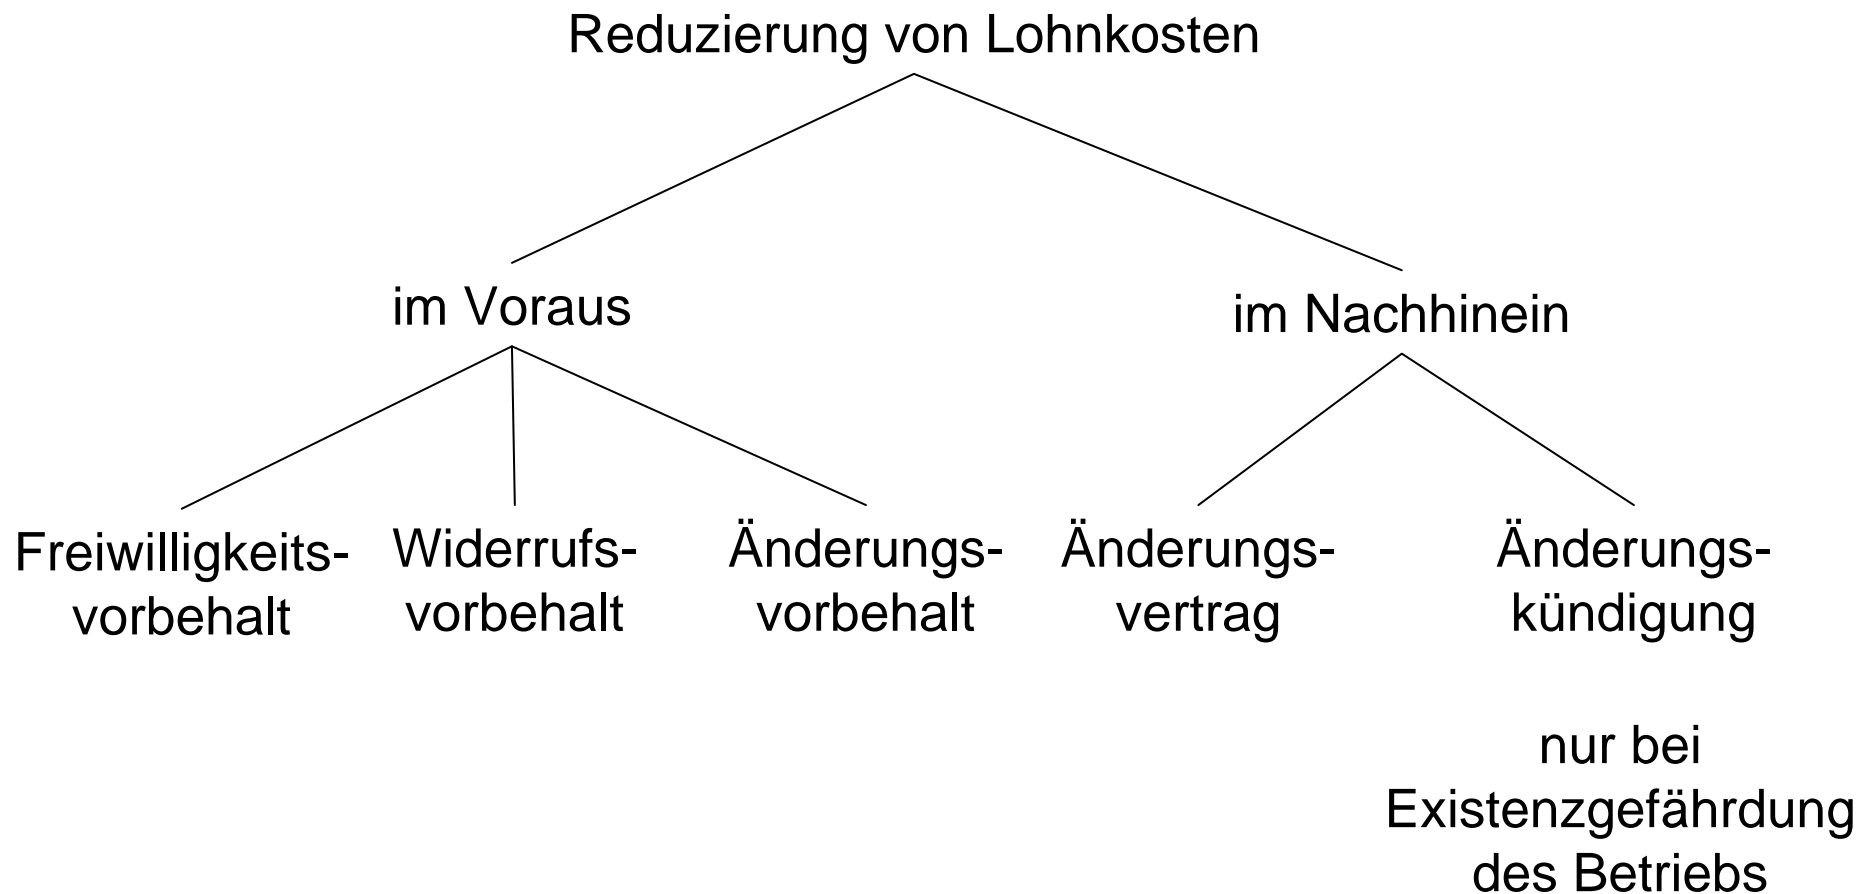 Reduzierung von Lohnkosten
im Voraus
im Nachhinein
Freiwilligkeits-
vorbehalt
Widerrufs-
vorbehalt
Änderungs-
vorbehalt
Änderungs-
vertrag
Änderungs-
kündigung
nur bei
Existenzgefährdung
des Betriebs